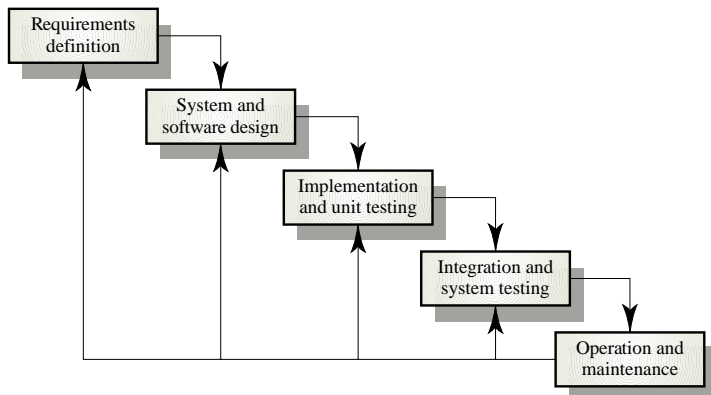 Requirements
definition
System and
software design
Implementation
and unit testing
Integration and
system testing
Operation and
maintenance